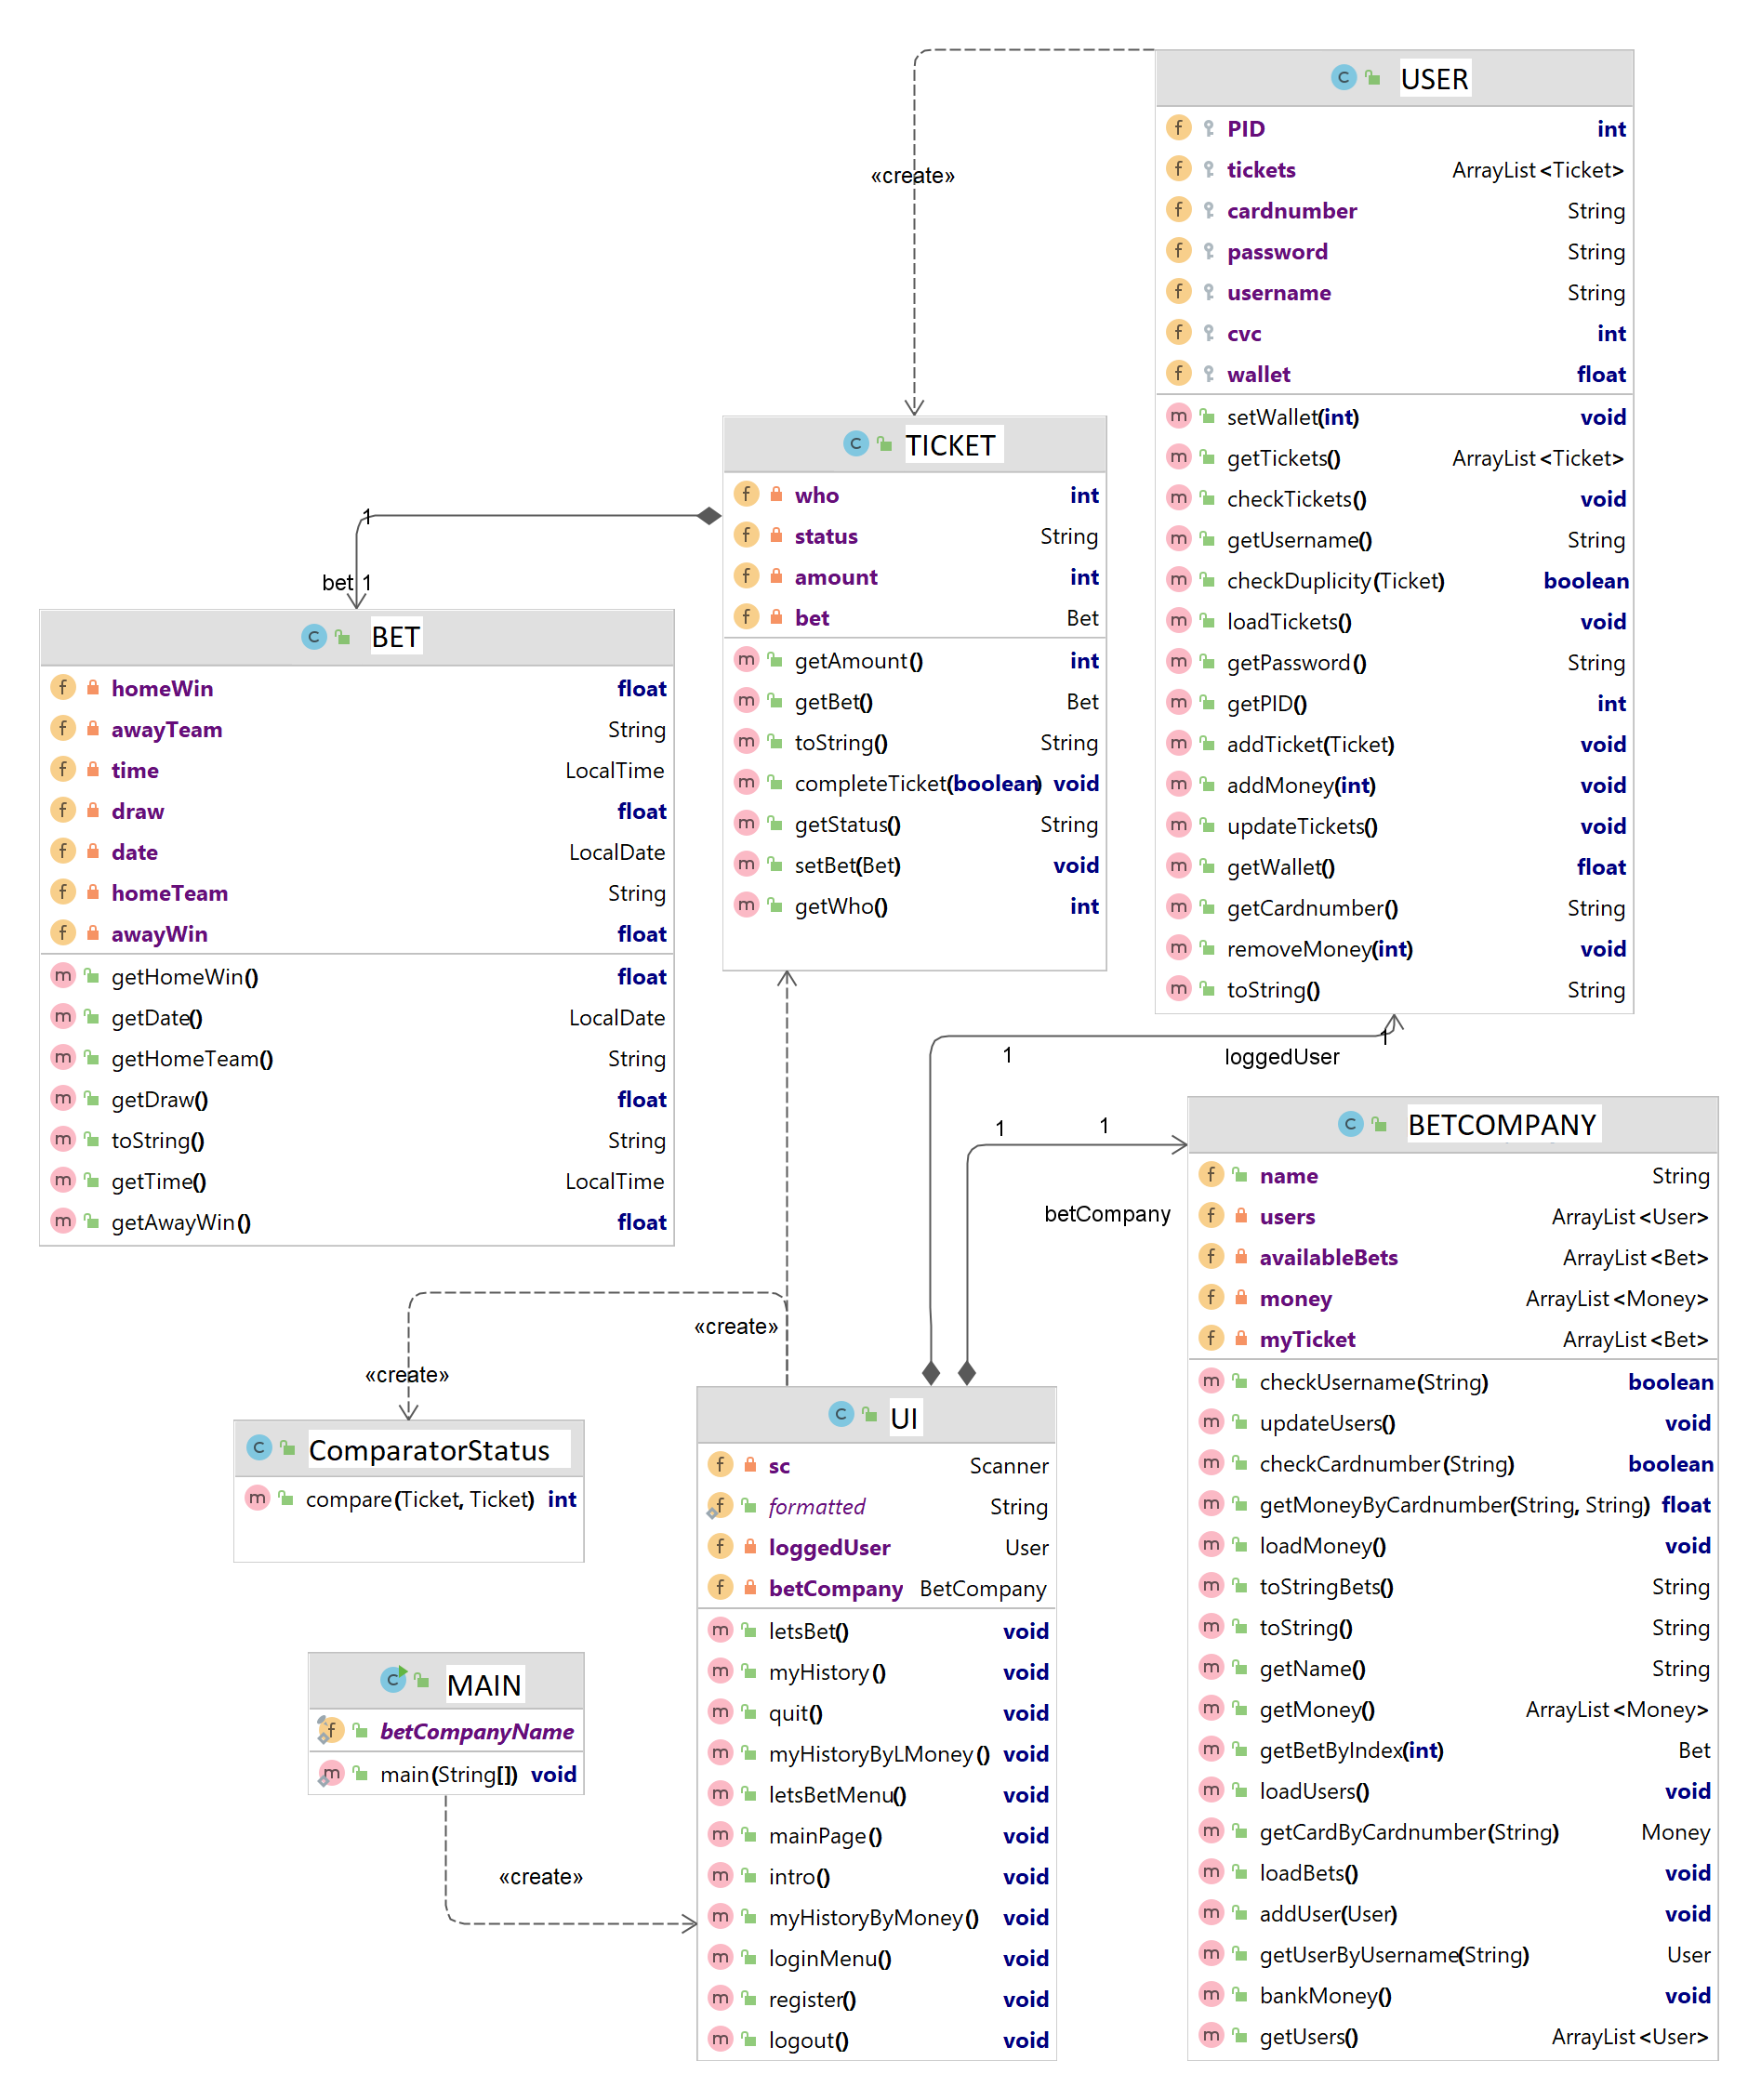 USER
PID int
tickets ArrayList <Ticket>
cardnumber String
password String
username String
cvc int
wallet float
setWallet(int) void
getTickets() ArrayList <Ticket>
checkTickets() void
getUsername() String
checkDuplicity(Ticket) boolean
loadTickets() void
getPassword() String
getPID() int
addTicket(Ticket) void
addMoney(int) void
updateTickets() void
getWallet() float
getCardnumber() String
removeMoney(int) void
toString() String
«create»
TICKET
who int
status String
amount int
bet Bet
getAmount() int
getBet() Bet
toString() String
completeTicket(boolean) void
getStatus() String
setBet(Bet) void
getWho() int
1
bet 1
BET
homeWin float
awayTeam String
time LocalTime
draw float
date LocalDate
homeTeam String
awayWin float
getHomeWin() float
getDate() LocalDate
getHomeTeam() String
getDraw() float
toString() String
getTime() LocalTime
getAwayWin() float
1
1
loggedUser
1
1
betCompany
BETCOMPANY
name String
users ArrayList <User>
availableBets ArrayList <Bet>
money ArrayList <Money>
myTicket ArrayList <Bet>
checkUsername(String) boolean
updateUsers() void
checkCardnumber(String) boolean
getMoneyByCardnumber(String, String) float
loadMoney() void
toStringBets() String
toString() String
getName() String
getMoney() ArrayList <Money>
getBetByIndex(int) Bet
loadUsers() void
getCardByCardnumber(String) Money
loadBets() void
addUser(User) void
getUserByUsername(String) User
bankMoney() void
getUsers() ArrayList <User>
«create»
«create»
ComparatorStatus
compare(Ticket, Ticket) int
UI
sc Scanner
formatted String
loggedUser User
betCompany BetCompany
letsBet() void
myHistory() void
quit() void
myHistoryByLMoney() void
letsBetMenu() void
mainPage() void
intro() void
myHistoryByMoney() void
loginMenu() void
register() void
logout() void
MAIN
betCompanyName
main(String[]) void
«create»